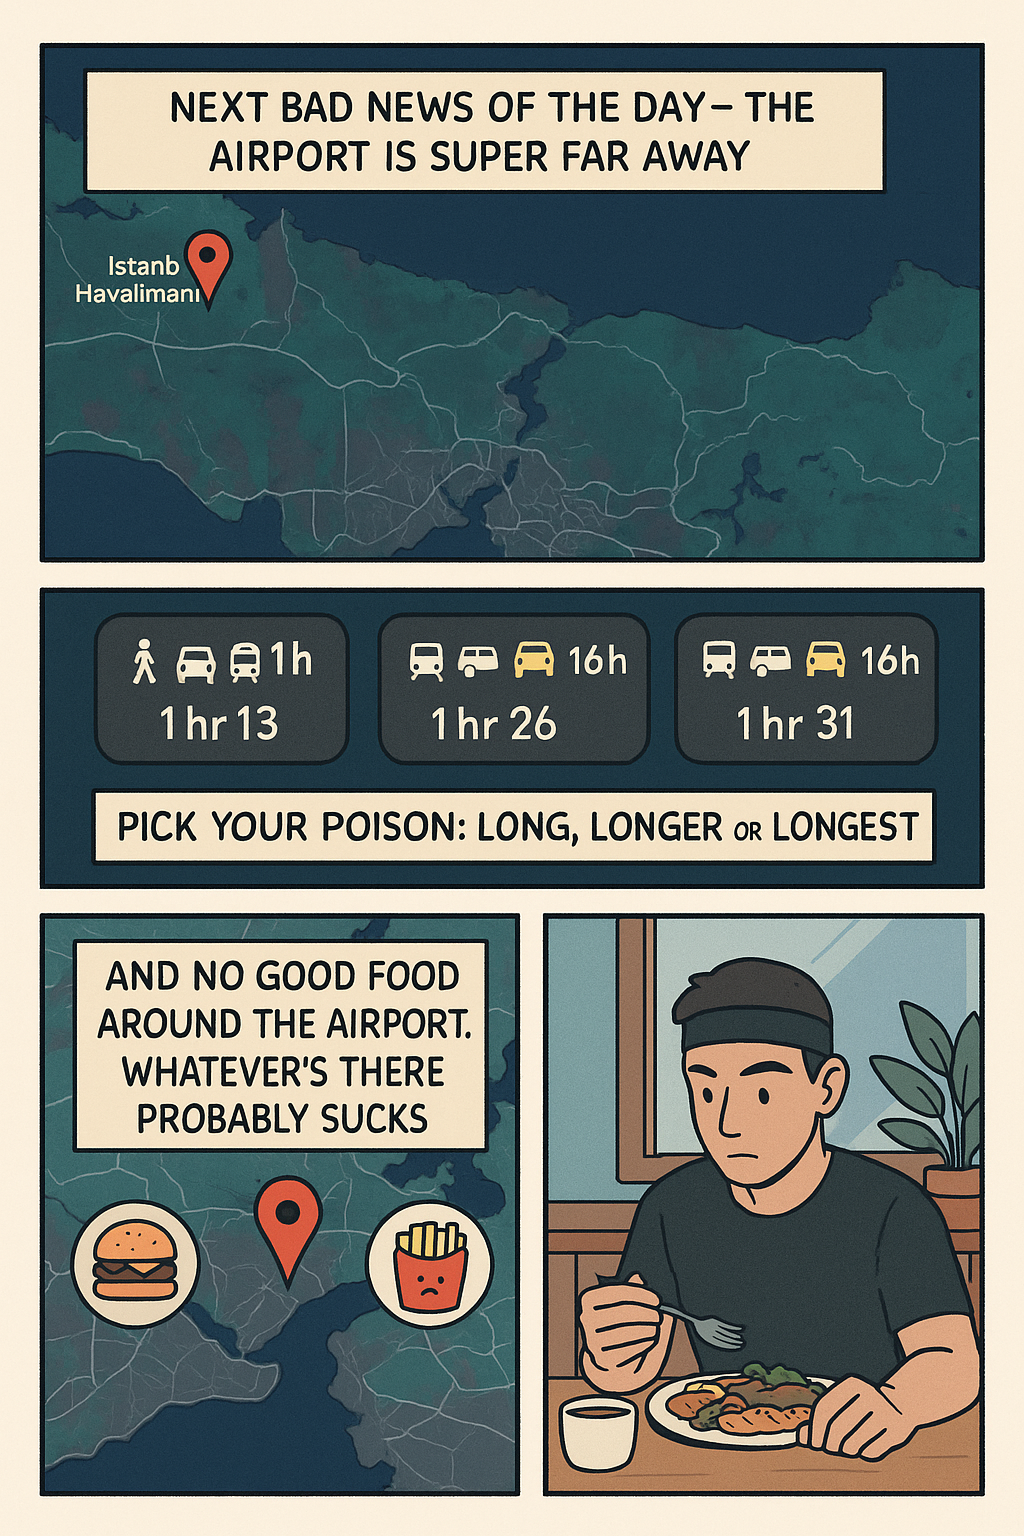 NEXT BAD NEWS OF THE DAY – THE
AIRPORT IS SUPER FAR AWAY
Istanb
Havalimanı
1h
1 hr 13
16h
1 hr 26
16h
1 hr 31
PICK YOUR POISON: LONG, LONGER OR LONGEST
AND NO GOOD FOOD
AROUND THE AIRPORT.
WHATEVER'S THERE
PROBABLY SUCKS